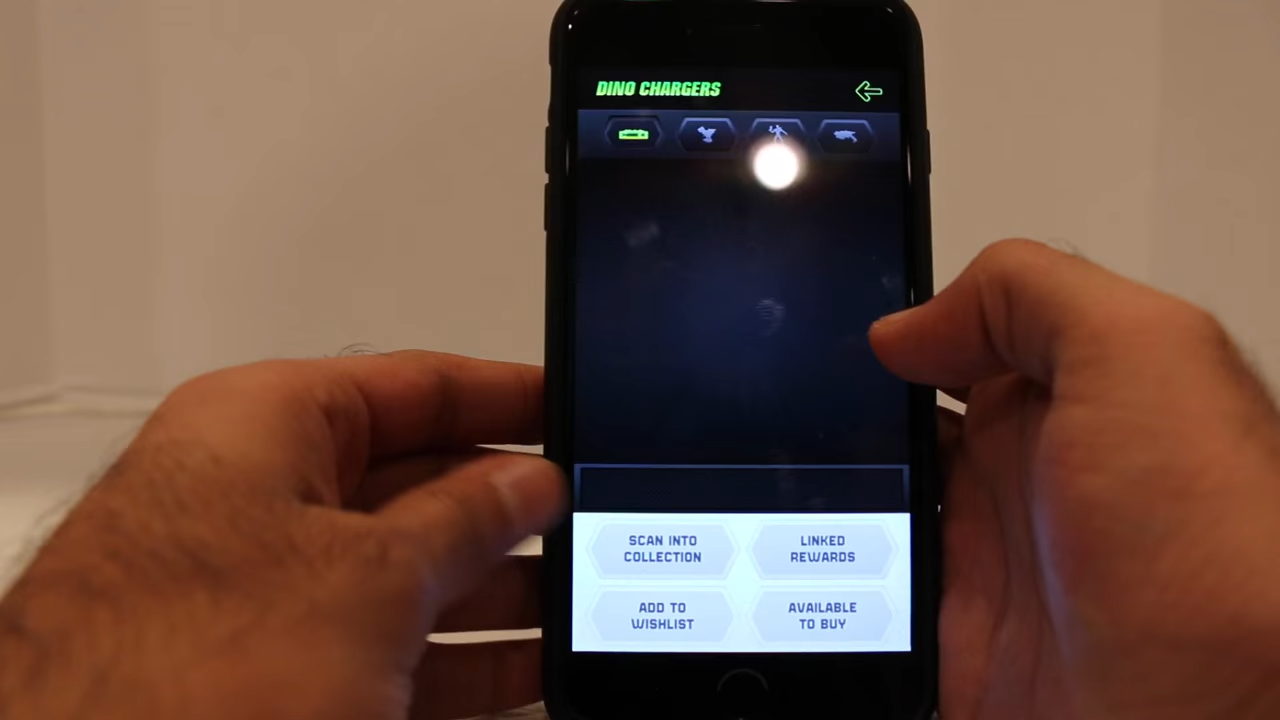 DINO CHARGERS
SCAN INTO
COLLECTION
LINKED
REWARDS
ADD TO
WISHLIST
AVAILABLE
TO BUY